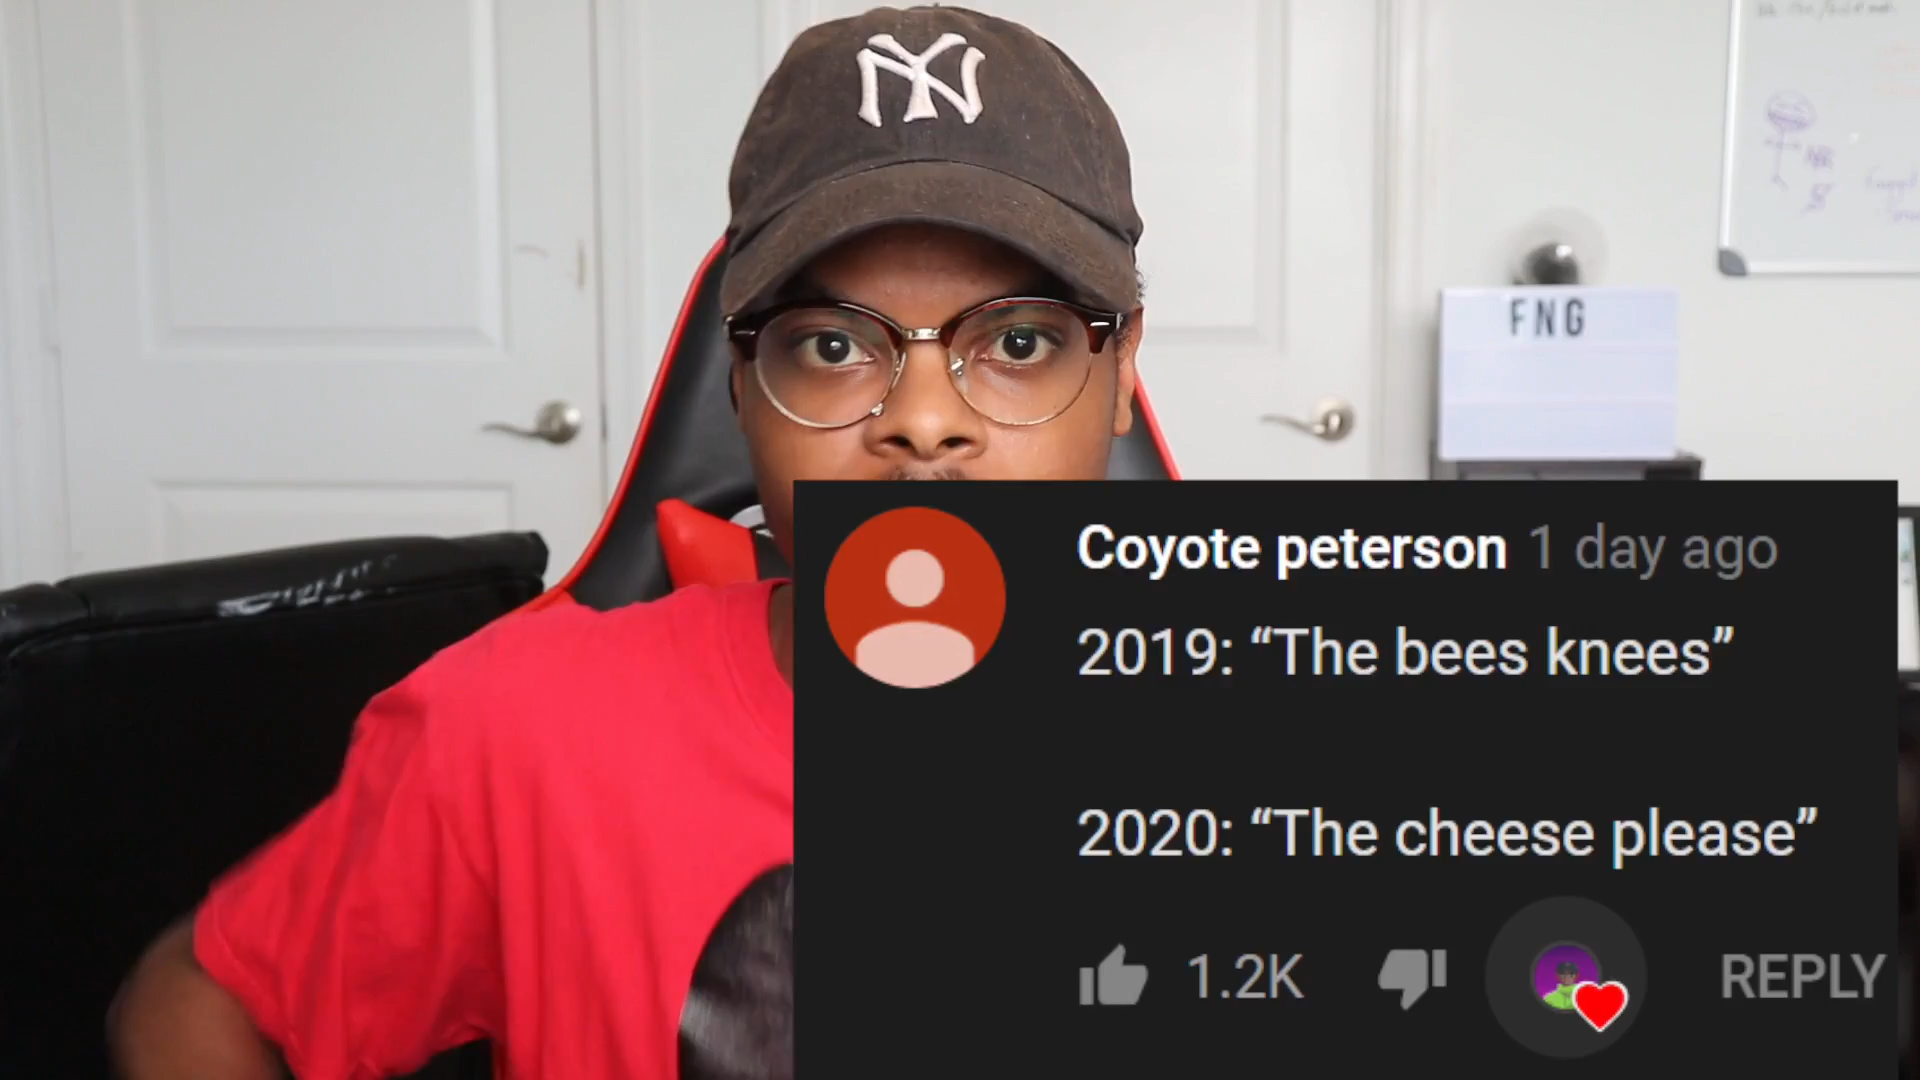 NY
FNG
Coyote peterson 1 day ago
2019: “The bees knees”
2020: “The cheese please”
1.2K REPLY